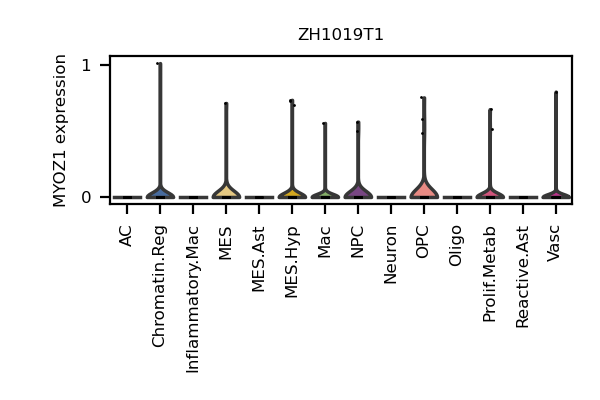 ZH1019T1
MYOZ1 expression
1
0
AC
Chromatin.Reg
Inflammatory.Mac
MES
MES.Ast
MES.Hyp
Mac
NPC
Neuron
OPC
Oligo
Prolif.Metab
Reactive.Ast
Vasc